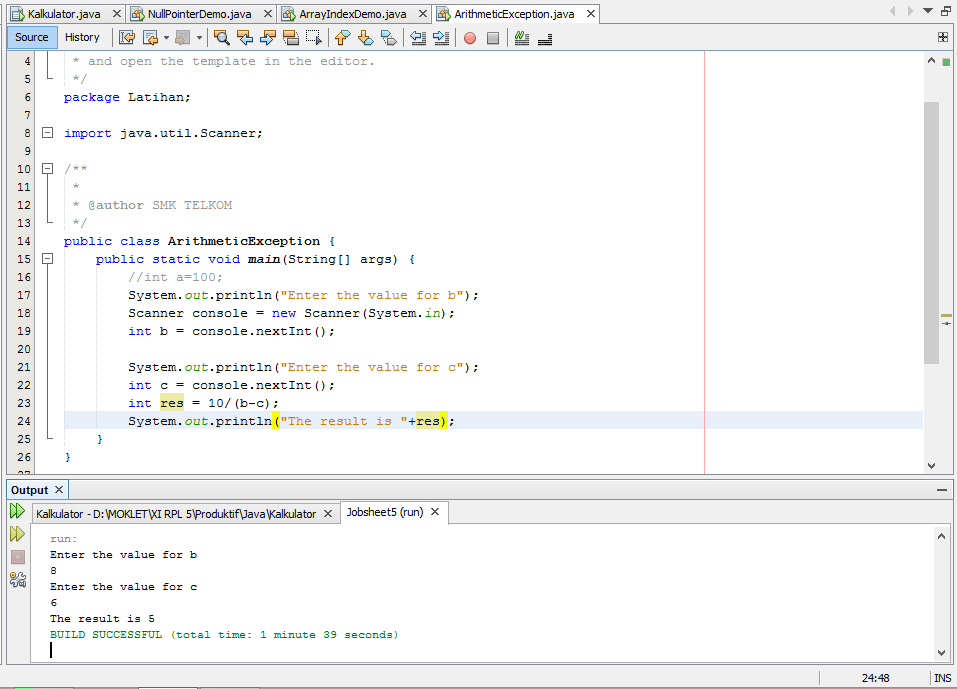 Kalkulator.java NullPointerDemo.java ArrayIndexDemo.java ArithmeticException.java
Source History
4 * and open the template in the editor.
5 */
6 package Latihan;
7
8 import java.util.Scanner;
9
10 /**
11 *
12 * @author SMK TELKOM
13 */
14 public class ArithmeticException {
15 public static void main(String[] args) {
16 //int a=100;
17 System.out.println("Enter the value for b");
18 Scanner console = new Scanner(System.in);
19 int b = console.nextInt();
20
21 System.out.println("Enter the value for c");
22 int c = console.nextInt();
23 int res = 10/(b-c);
24 System.out.println("The result is "+res);
25 }
26 }
27
Output
Kalkulator - D:\MOKLET\XI RPL 5\Produktif\Java\Kalkulator Jobsheet5 (run)
run:
Enter the value for b
8
Enter the value for c
6
The result is 5
BUILD SUCCESSFUL (total time: 1 minute 39 seconds)
24:48 INS